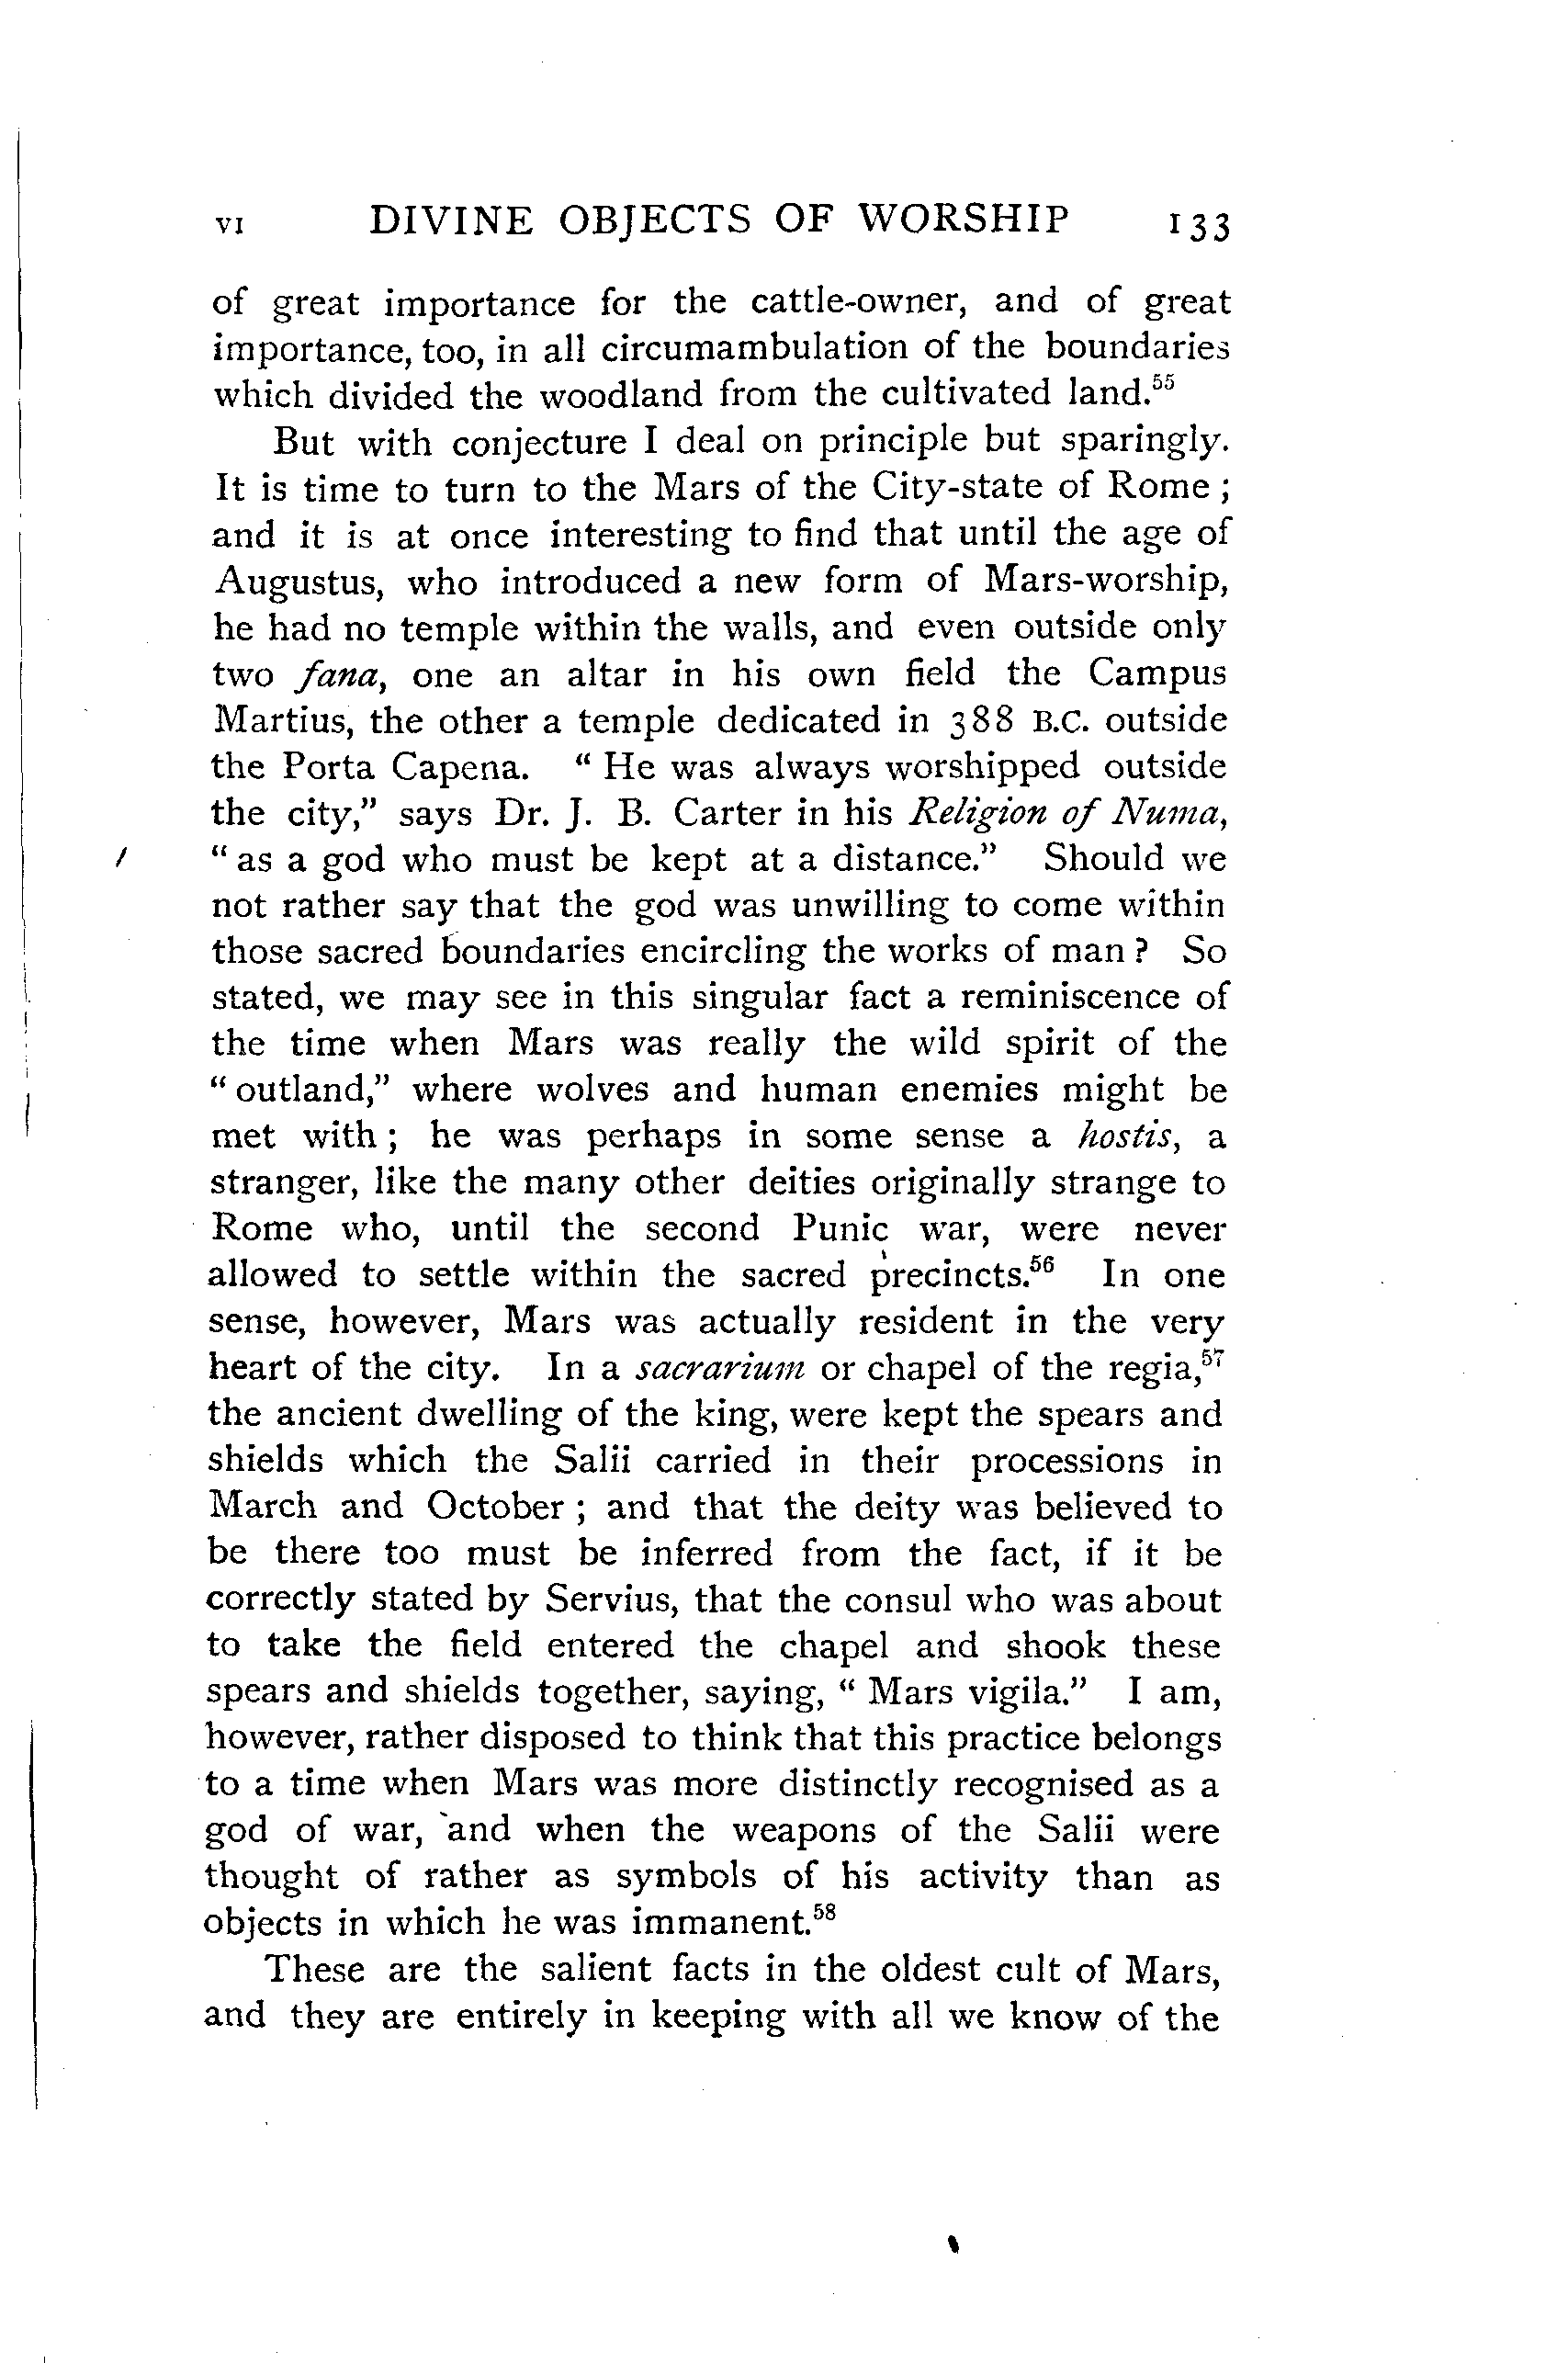 VI DIVINE OBJECTS OF WORSHIP 133
of great importance for the cattle-owner, and of great
importance, too, in all circumambulation of the boundaries
which divided the woodland from the cultivated land.⁵⁵
But with conjecture I deal on principle but sparingly.
It is time to turn to the Mars of the City-state of Rome ;
and it is at once interesting to find that until the age of
Augustus, who introduced a new form of Mars-worship,
he had no temple within the walls, and even outside only
two fana, one an altar in his own field the Campus
Martius, the other a temple dedicated in 388 B.C. outside
the Porta Capena. “ He was always worshipped outside
the city,” says Dr. J. B. Carter in his Religion of Numa,
“ as a god who must be kept at a distance.” Should we
not rather say that the god was unwilling to come within
those sacred boundaries encircling the works of man ? So
stated, we may see in this singular fact a reminiscence of
the time when Mars was really the wild spirit of the
“ outland,” where wolves and human enemies might be
met with ; he was perhaps in some sense a hostis, a
stranger, like the many other deities originally strange to
Rome who, until the second Punic war, were never
allowed to settle within the sacred precincts.⁵⁶ In one
sense, however, Mars was actually resident in the very
heart of the city. In a sacrarium or chapel of the regia,⁵⁷
the ancient dwelling of the king, were kept the spears and
shields which the Salii carried in their processions in
March and October ; and that the deity was believed to
be there too must be inferred from the fact, if it be
correctly stated by Servius, that the consul who was about
to take the field entered the chapel and shook these
spears and shields together, saying, “ Mars vigila.” I am,
however, rather disposed to think that this practice belongs
to a time when Mars was more distinctly recognised as a
god of war, and when the weapons of the Salii were
thought of rather as symbols of his activity than as
objects in which he was immanent.⁵⁸
These are the salient facts in the oldest cult of Mars,
and they are entirely in keeping with all we know of the